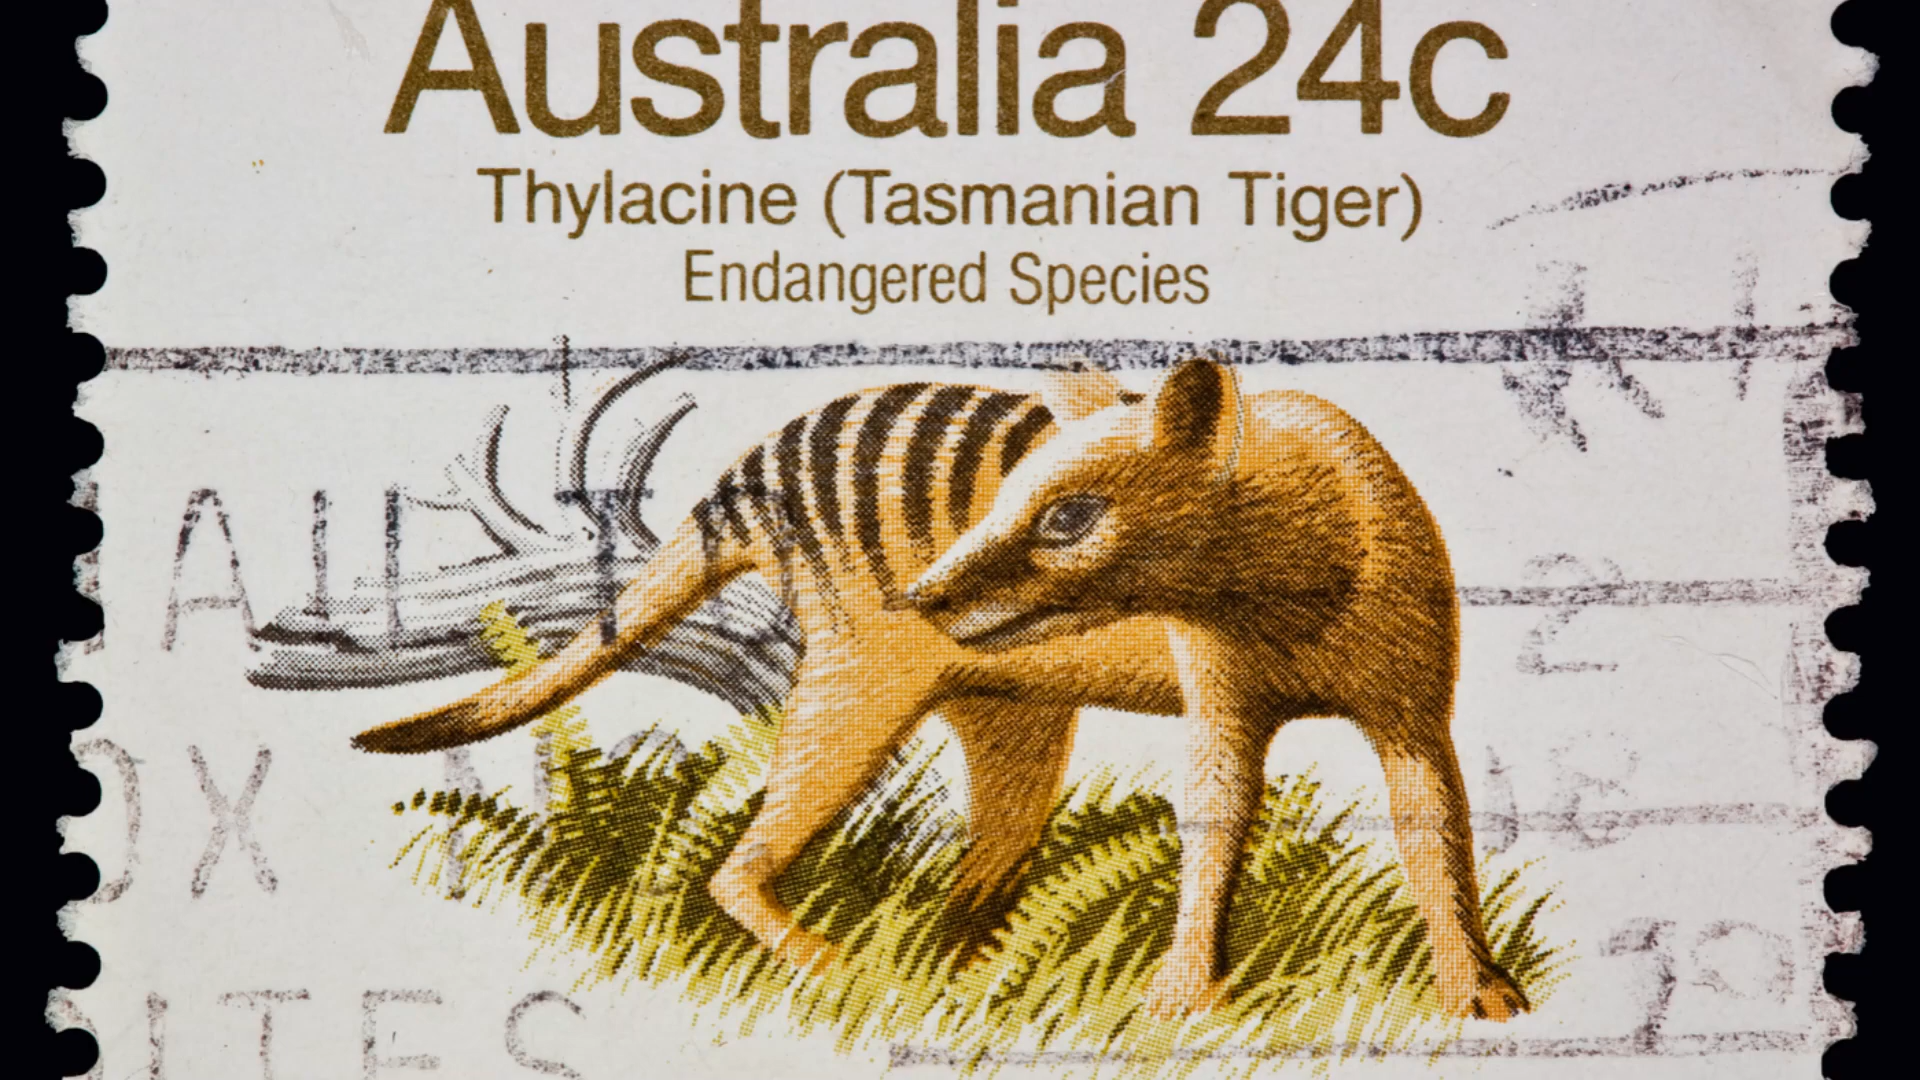 Australia 24c
Thylacine (Tasmanian Tiger)
Endangered Species